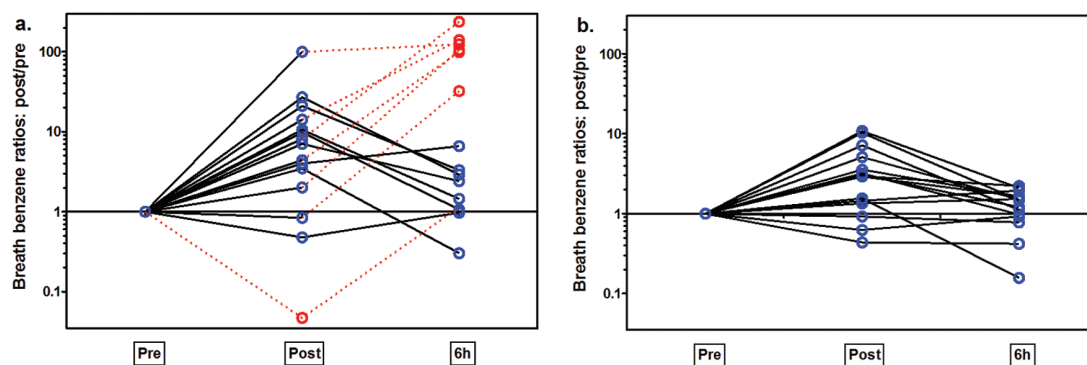 a.
Breath benzene ratios: post/pre
100
10
1
0.1
Pre Post 6h
b.
Breath benzene ratios: post/pre
100
10
1
0.1
Pre Post 6h